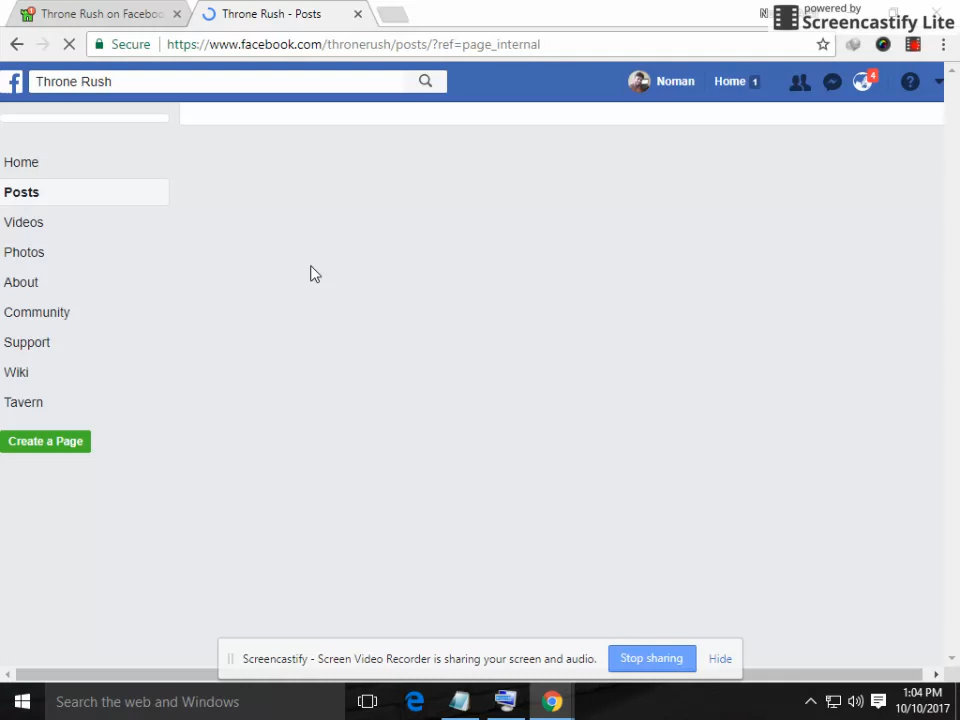 Throne Rush on Faceboo
Throne Rush - Posts
N
powered by
Screencastify Lite
Secure
https://www.facebook.com/thronerush/posts/?ref=page_internal
f
Throne Rush
Noman
Home 1
4
?
Home
Posts
Videos
Photos
About
Community
Support
Wiki
Tavern
Create a Page
Screencastify - Screen Video Recorder is sharing your screen and audio.
Stop sharing
Hide
Search the web and Windows
1:04 PM
10/10/2017